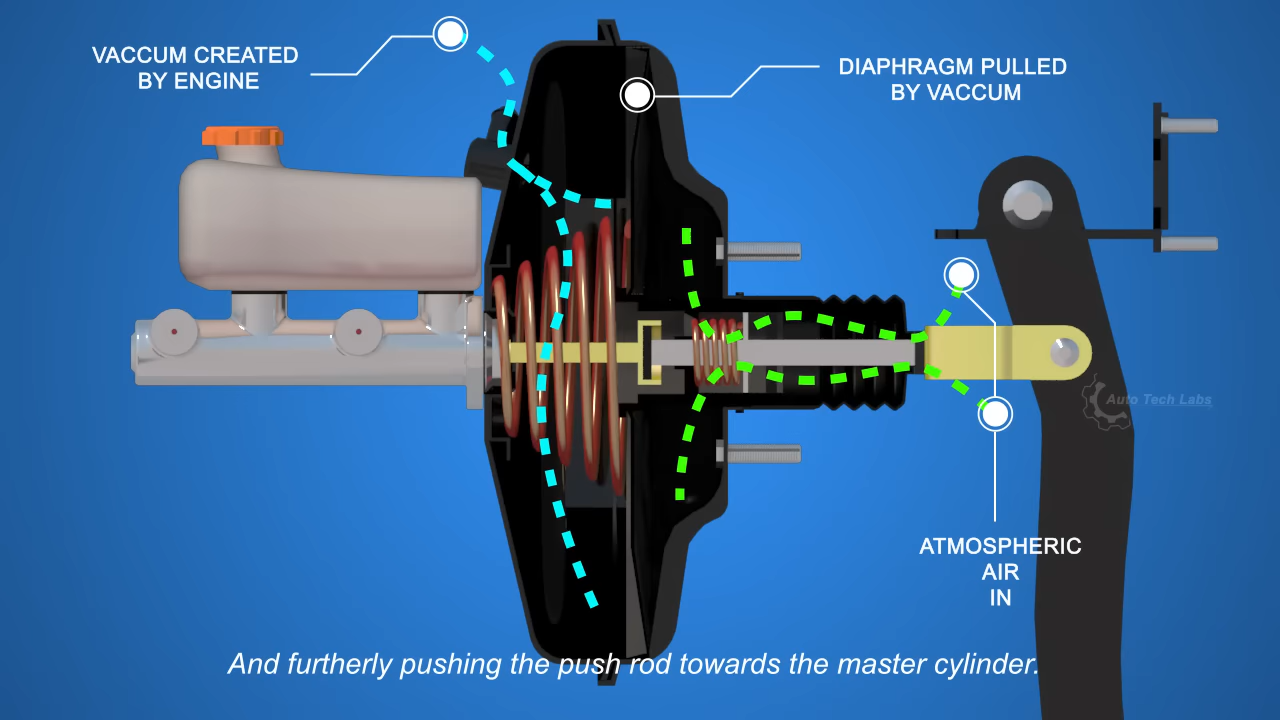 VACCUM CREATED
BY ENGINE
DIAPHRAGM PULLED
BY VACCUM
Auto Tech Labs
ATMOSPHERIC
AIR
IN
And furtherly pushing the push rod towards the master cylinder.